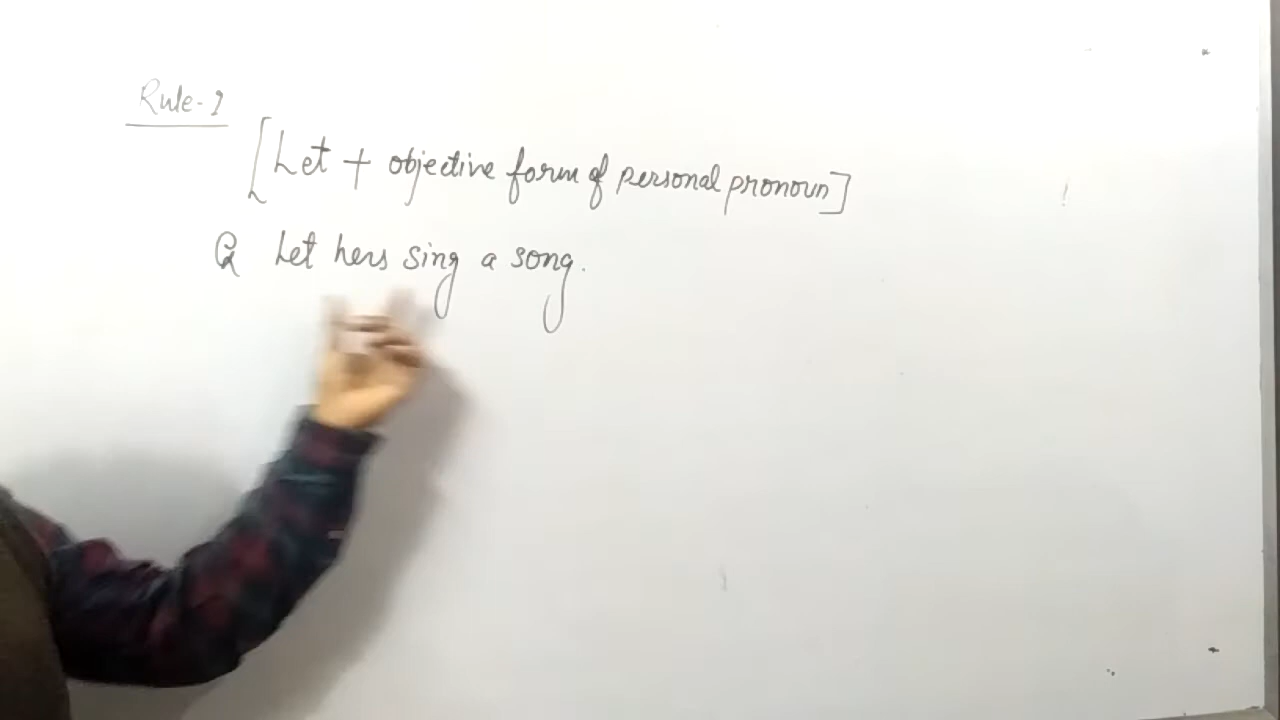 Rule-1
[Let + objective form of personal pronoun]
Q Let hers sing a song.